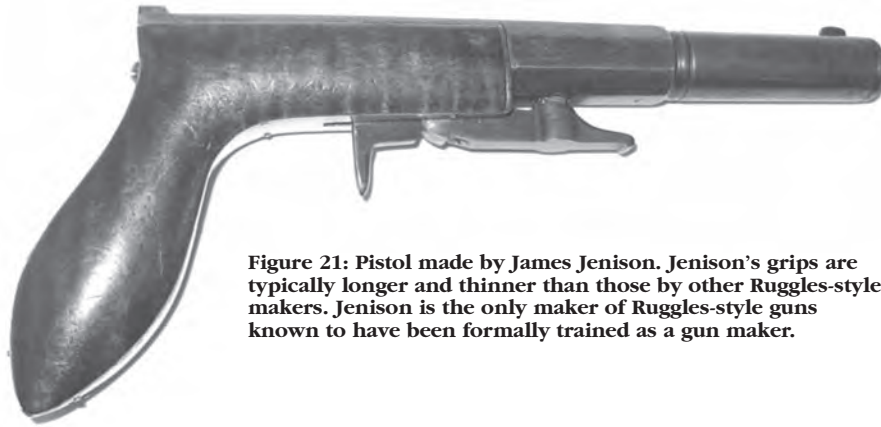 Figure 21: Pistol made by James Jenison. Jenison’s grips are
typically longer and thinner than those by other Ruggles-style
makers. Jenison is the only maker of Ruggles-style guns
known to have been formally trained as a gun maker.